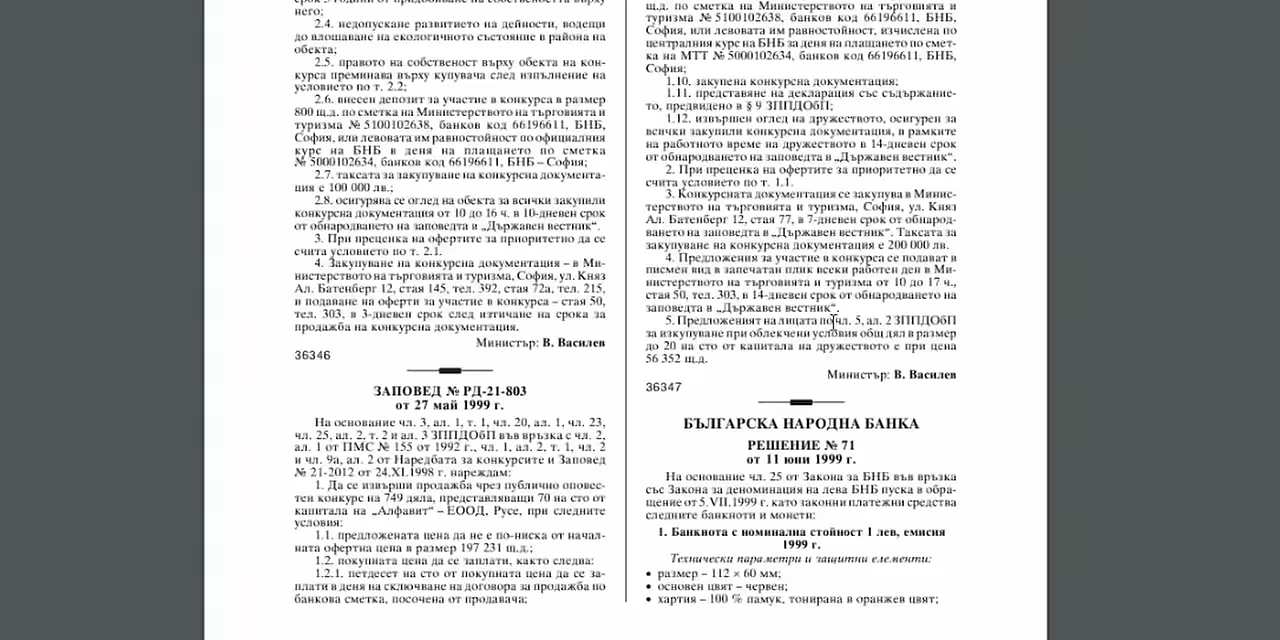 него;
2.4. недопускане развитието на дейности, водещи
до влошаване на екологичното състояние в района на
обекта;
2.5. правото на собственост върху обекта на кон-
курса преминава върху купувача след изпълнение на
условието по т. 2.2;
2.6. внесен депозит за участие в конкурса в размер
800 щ.д. по сметка на Министерството на търговията и
туризма № 5100102638, банков код 66196611, БНБ,
София, или левовата им равностойност по официалния
курс на БНБ в деня на плащането по сметка
№ 5000102634, банков код 66196611, БНБ – София;
2.7. таксата за закупуване на конкурсна документа-
ция е 100 000 лв.;
2.8. осигурява се оглед на обекта за всички закупили
конкурсна документация от 10 до 16 ч. в 10-дневен срок
от обнародването на заповедта в „Държавен вестник“.
3. При преценка на офертите за приоритетно да се
счита условието по т. 2.1.
4. Закупуване на конкурсна документация – в Ми-
нистерството на търговията и туризма, София, ул. Княз
Ал. Батенберг 12, стая 145, тел. 392, стая 72а, тел. 215,
и подаване на оферти за участие в конкурса – стая 50,
тел. 303, в 3-дневен срок след изтичане на срока за
продажба на конкурсна документация.
Министър: В. Василев
36346
ЗАПОВЕД № РД-21-803
от 27 май 1999 г.
На основание чл. 3, ал. 1, т. 1, чл. 20, ал. 1, чл. 23,
чл. 25, ал. 2, т. 2 и ал. 3 ЗППДОбП във връзка с чл. 2,
ал. 1 от ПМС № 155 от 1992 г., чл. 1, ал. 2, т. 1, чл. 2
и чл. 9а, ал. 2 от Наредбата за конкурсите и Заповед
№ 21-2012 от 24.XI.1998 г. нареждам:
1. Да се извърши продажба чрез публично оповес-
тен конкурс на 749 дяла, представляващи 70 на сто от
капитала на „Алфавит“ – ЕООД, Русе, при следните
условия:
1.1. предложената цена да не е по-ниска от начал-
ната офертна цена в размер 197 231 щ.д.;
1.2. покупната цена да се заплати, както следва:
1.2.1. петдесет на сто от покупната цена да се за-
плати в деня на сключване на договора за продажба по
банкова сметка, посочена от продавача;
щ.д. по сметка на Министерството на търговията и
туризма № 5100102638, банков код 66196611, БНБ,
София, или левовата им равностойност, изчислена по
централния курс на БНБ за деня на плащането по смет-
ка на МТТ № 5000102634, банков код 66196611, БНБ,
София;
1.10. закупена конкурсна документация;
1.11. представяне на декларация със съдържание-
то, предвидено в § 9 ЗППДОбП;
1.12. извършен оглед на дружеството, осигурен за
всички закупили конкурсна документация, в рамките
на работното време на дружеството в 14-дневен срок
от обнародването на заповедта в „Държавен вестник“.
2. При преценка на офертите за приоритетно да се
счита условието по т. 1.1.
3. Конкурсната документация се закупува в Минис-
терството на търговията и туризма, София, ул. Княз
Ал. Батенберг 12, стая 77, в 7-дневен срок от обнарод-
ването на заповедта в „Държавен вестник“. Таксата за
закупуване на конкурсна документация е 200 000 лв.
4. Предложения за участие в конкурса се подават в
писмен вид в запечатан плик всеки работен ден в Ми-
нистерството на търговията и туризма от 10 до 17 ч.,
стая 50, тел. 303, в 14-дневен срок от обнародването на
заповедта в „Държавен вестник“.
5. Предложеният на лицата по чл. 5, ал. 2 ЗППДОбП
за изкупуване при облекчени условия общ дял в размер
до 20 на сто от капитала на дружеството е при цена
56 352 щ.д.
Министър: В. Василев
36347
БЪЛГАРСКА НАРОДНА БАНКА
РЕШЕНИЕ № 71
от 11 юни 1999 г.
На основание чл. 25 от Закона за БНБ във връзка
със Закона за деноминация на лева БНБ пуска в обра-
щение от 5.VII.1999 г. като законни платежни средства
следните банкноти и монети:
1. Банкнота с номинална стойност 1 лев, емисия
1999 г.
Технически параметри и защитни елементи:
• размер – 112 × 60 мм;
• основен цвят – червен;
• хартия – 100 % памук, тонирана в оранжев цвят;